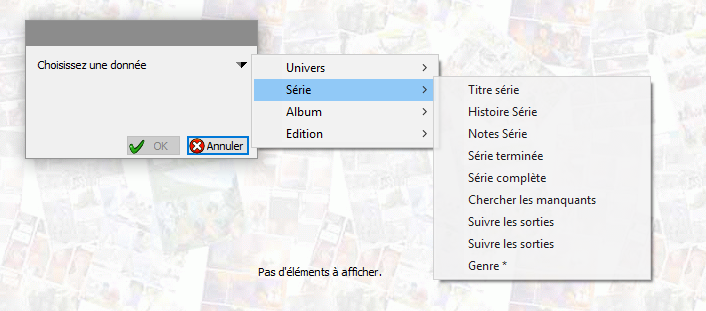 Choisissez une donnée
OK
Annuler
Univers
Série
Album
Edition
Titre série
Histoire Série
Notes Série
Série terminée
Série complète
Chercher les manquants
Suivre les sorties
Suivre les sorties
Genre *
Pas d'éléments à afficher.